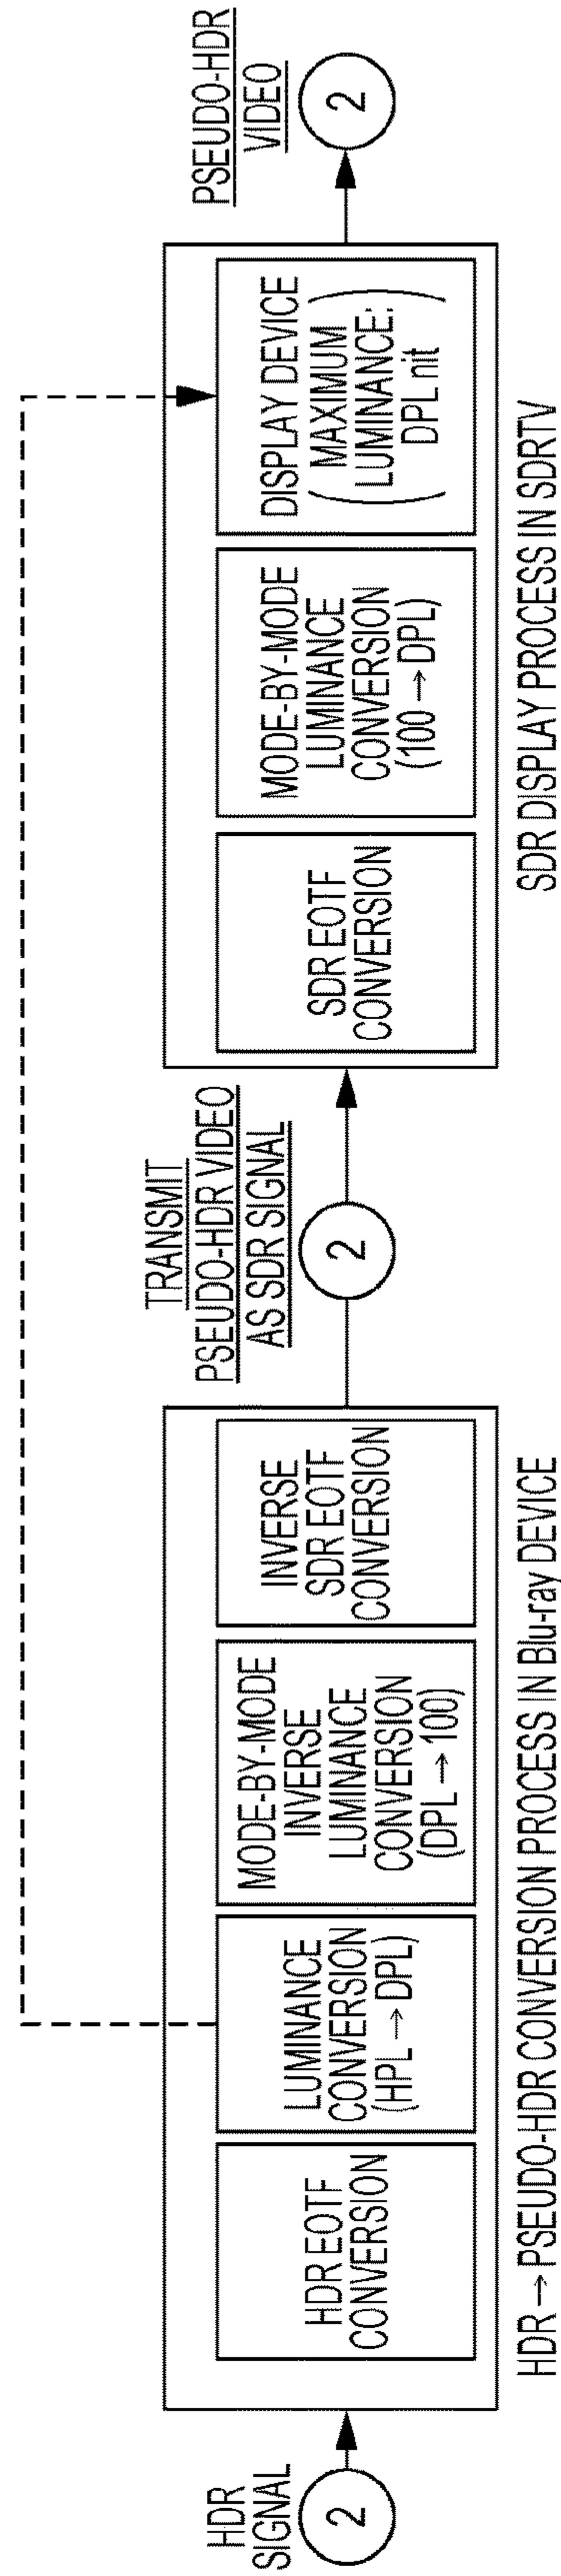 HDR
SIGNAL
2
HDR EOTF
CONVERSION
LUMINANCE
CONVERSION
(HPL → DPL)
MODE-BY-MODE
INVERSE
LUMINANCE
CONVERSION
(DPL → 100)
INVERSE
SDR EOTF
CONVERSION
HDR → PSEUDO-HDR CONVERSION PROCESS IN Blu-ray DEVICE
TRANSMIT
PSEUDO-HDR VIDEO
AS SDR SIGNAL
2
SDR EOTF
CONVERSION
MODE-BY-MODE
LUMINANCE
CONVERSION
(100 → DPL)
DISPLAY DEVICE
(MAXIMUM
LUMINANCE:
DPL nit)
SDR DISPLAY PROCESS IN SDRTV
PSEUDO-HDR
VIDEO
2